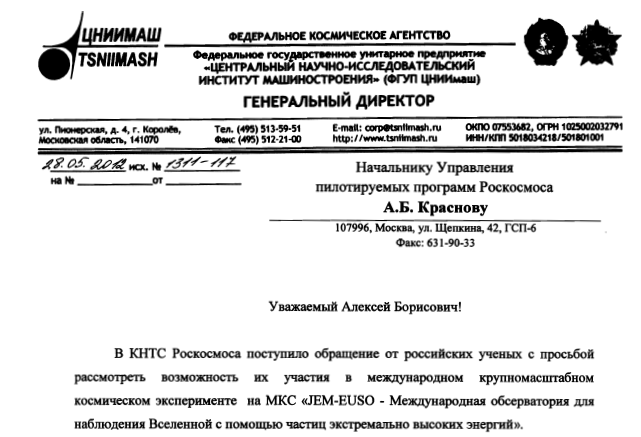 ЦНИИМАШ
TSNIIMASH
ФЕДЕРАЛЬНОЕ КОСМИЧЕСКОЕ АГЕНТСТВО
Федеральное государственное унитарное предприятие
«ЦЕНТРАЛЬНЫЙ НАУЧНО-ИССЛЕДОВАТЕЛЬСКИЙ
ИНСТИТУТ МАШИНОСТРОЕНИЯ» (ФГУП ЦНИИмаш)
ГЕНЕРАЛЬНЫЙ ДИРЕКТОР
ул. Пионерская, д. 4, г. Королёв, Тел. (495) 513-59-51 E-mail: corp@tsniimash.ru ОКПО 07553682, ОГРН 1025002032791
Московская область, 141070 Факс (495) 512-21-00 http://www.tsniimash.ru ИНН/КПП 5018034218/501801001
28.05.2012 исх. № 1311-117
на № от
Начальнику Управления
пилотируемых программ Роскосмоса
А.Б. Краснову
107996, Москва, ул. Щепкина, 42, ГСП-6
Факс: 631-90-33
Уважаемый Алексей Борисович!
В КНТС Роскосмоса поступило обращение от российских ученых с просьбой
рассмотреть возможность их участия в международном крупномасштабном
космическом эксперименте на МКС «JEM-EUSO - Международная обсерватория для
наблюдения Вселенной с помощью частиц экстремально высоких энергий».